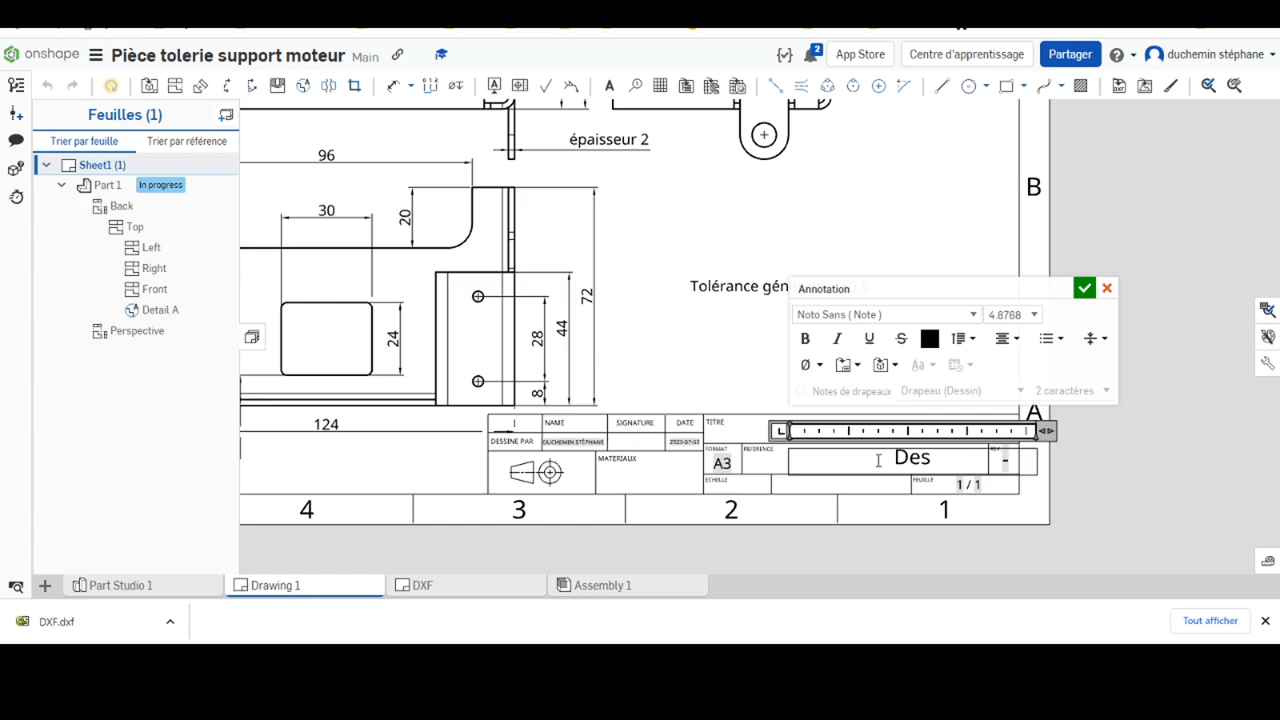 onshape
Pièce tolerie support moteur Main
2
App Store
Centre d'apprentissage
Partager
duchemin stéphane
Feuilles (1)
Trier par feuille
Trier par référence
Sheet1 (1)
Part 1
In progress
Back
Top
Left
Right
Front
Détail A
Perspective
épaisseur 2
96
30
20
24
28
44
72
8
124
B
A
Tolérance gén
Annotation
Noto Sans ( Note )
4.8768
B I U S
Notes de drapeaux
Drapeau (Dessin)
2 caractères
NAME
SIGNATURE
DATE
TITRE
DESSINE PAR
DUCHEMIN STÉPHANE
MATERIAUX
FORMAT
A3
REFERENCE
Des
REV
-
ECHELLE
FEUILLE
1 / 1
4
3
2
1
Part Studio 1
Drawing 1
DXF
Assembly 1
DXF.dxf
Tout afficher